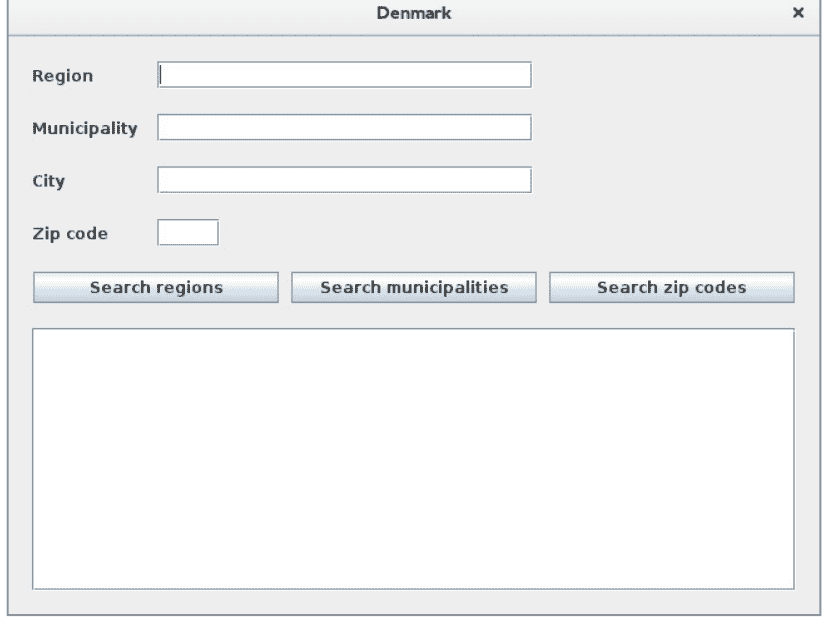 Denmark ×
Region
Municipality
City
Zip code
Search regions Search municipalities Search zip codes